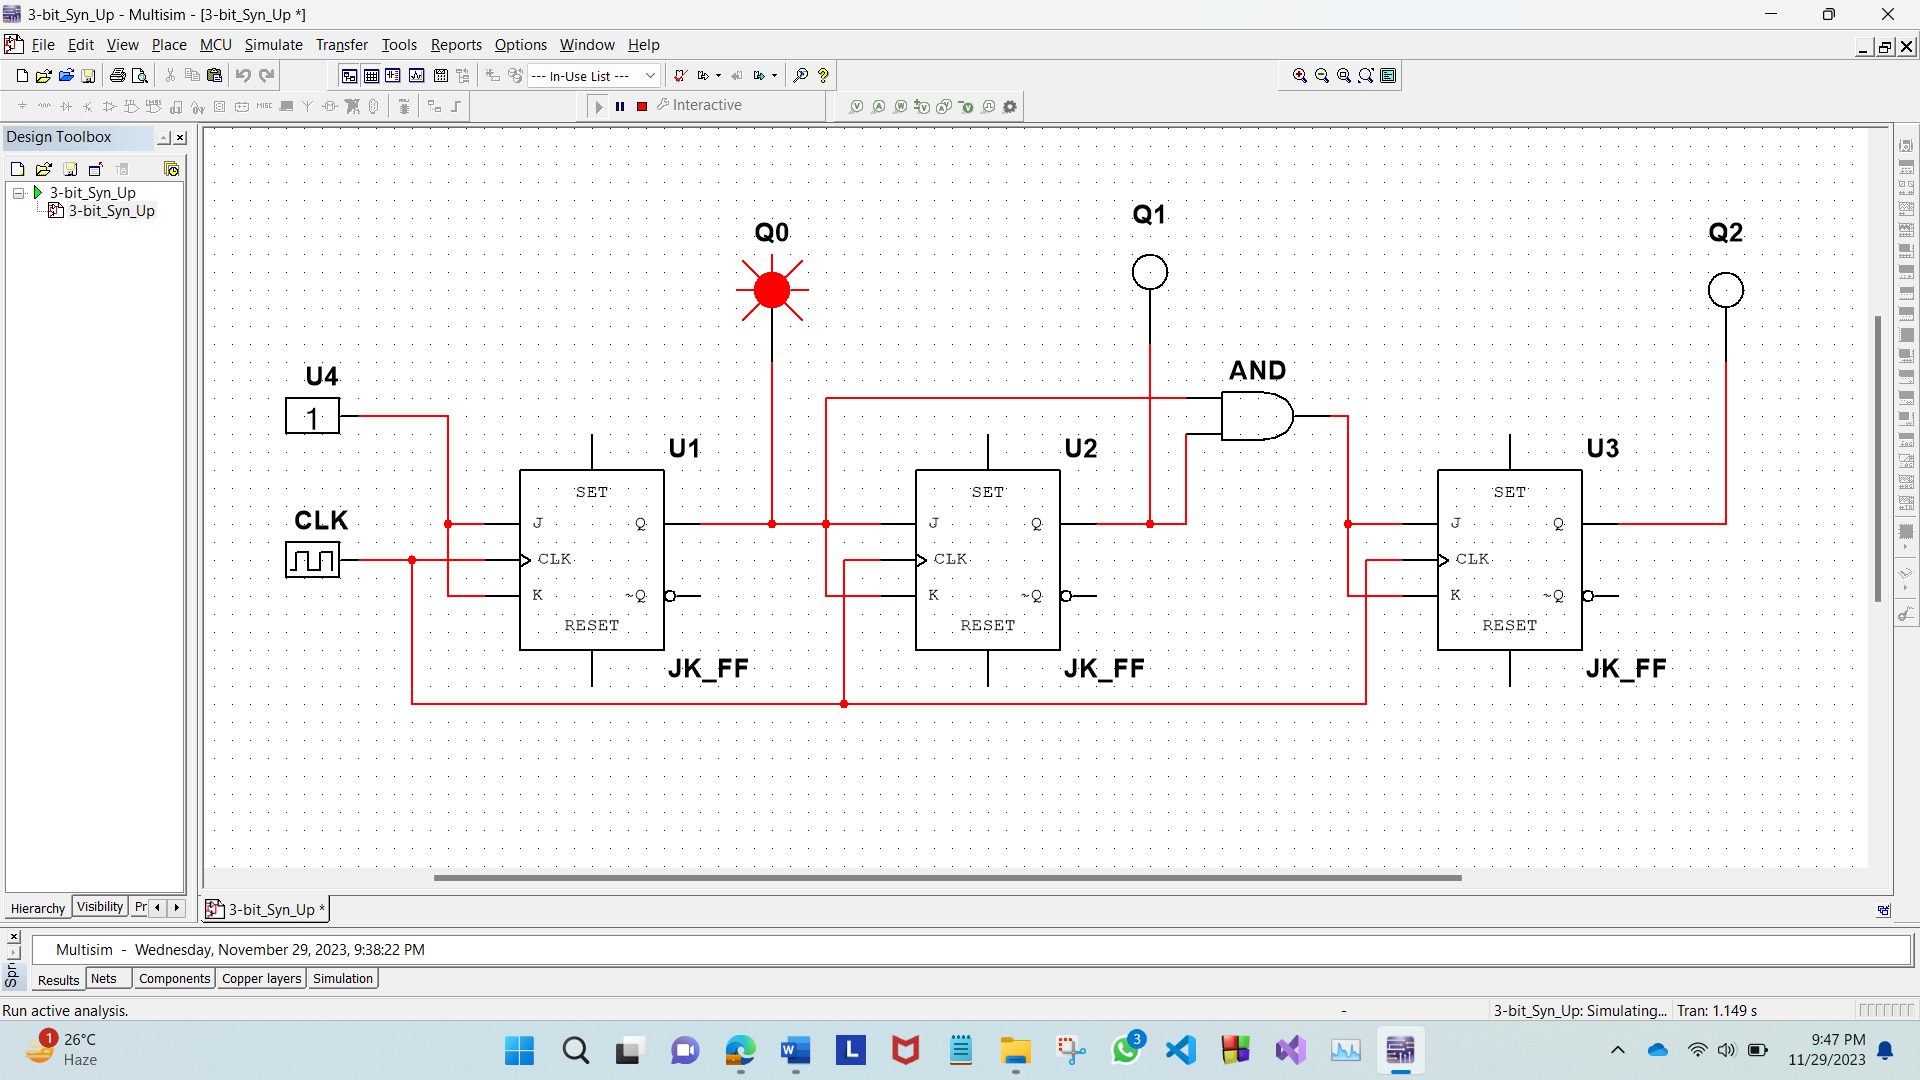 3-bit_Syn_Up - Multisim - [3-bit_Syn_Up *]
File Edit View Place MCU Simulate Transfer Tools Reports Options Window Help
--- In-Use List ---
MISC
Interactive
Design Toolbox
3-bit_Syn_Up
3-bit_Syn_Up
Q1
Q0
Q2
AND
U4
1
U1
U2
U3
SET
SET
SET
CLK
J Q
J Q
J Q
CLK
CLK
CLK
K ~Q
K ~Q
K ~Q
RESET
RESET
RESET
JK_FF
JK_FF
JK_FF
Hierarchy Visibility Pr
3-bit_Syn_Up *
Multisim - Wednesday, November 29, 2023, 9:38:22 PM
Spr
Results Nets Components Copper layers Simulation
Run active analysis.
-
3-bit_Syn_Up: Simulating... Tran: 1.149 s
1
26°C
Haze
W
L
3
9:47 PM
11/29/2023